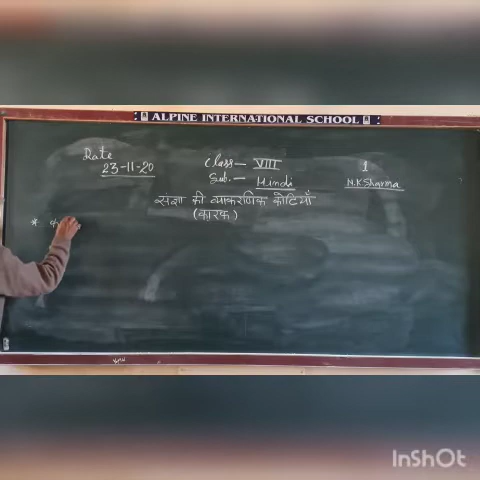 ALPINE INTERNATIONAL SCHOOL
Date Class— VIII 1
23-11-20 Sub.— Hindi N.K Sharma
संज्ञा की व्याकरणिक कोटियाँ
(कारक)
*
InShOt